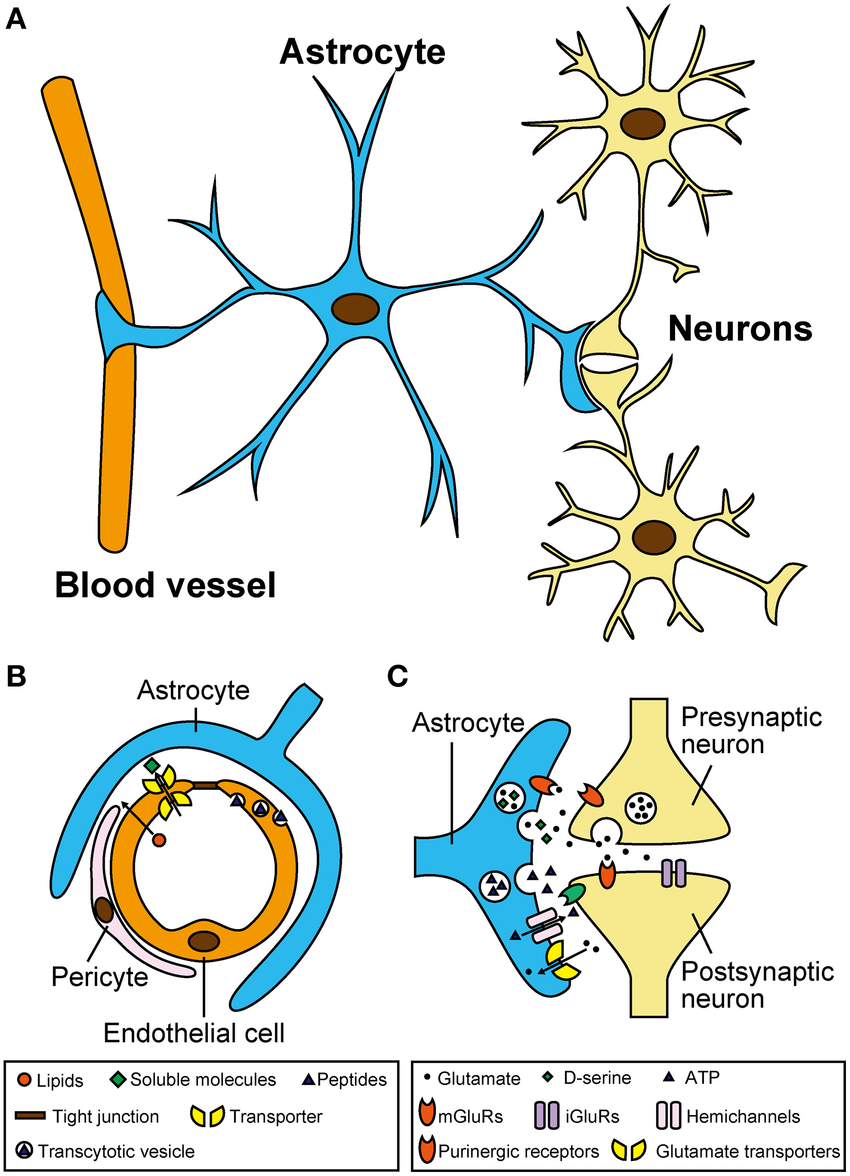 A
Astrocyte
Neurons
Blood vessel
B
Astrocyte
Pericyte
Endothelial cell
C
Astrocyte
Presynaptic
neuron
Postsynaptic
neuron
Lipids Soluble molecules Peptides
Tight junction Transporter
Transcytotic vesicle
Glutamate D-serine ATP
mGluRs iGluRs Hemichannels
Purinergic receptors Glutamate transporters